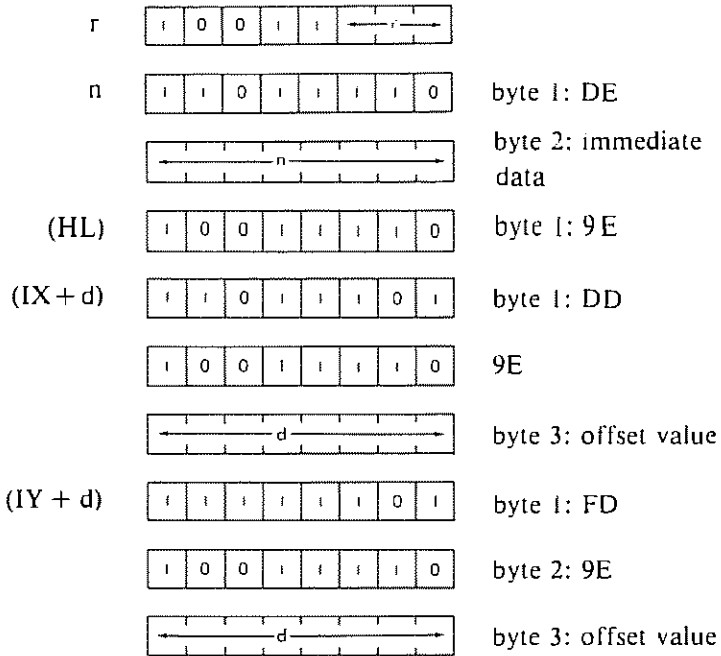 r 1 0 0 1 1 r
n 1 1 0 1 1 1 1 0 byte 1: DE
n byte 2: immediate
data
(HL) 1 0 0 1 1 1 1 0 byte 1: 9E
(IX + d) 1 1 0 1 1 1 0 1 byte 1: DD
1 0 0 1 1 1 1 0 9E
d byte 3: offset value
(IY + d) 1 1 1 1 1 1 0 1 byte 1: FD
1 0 0 1 1 1 1 0 byte 2: 9E
d byte 3: offset value